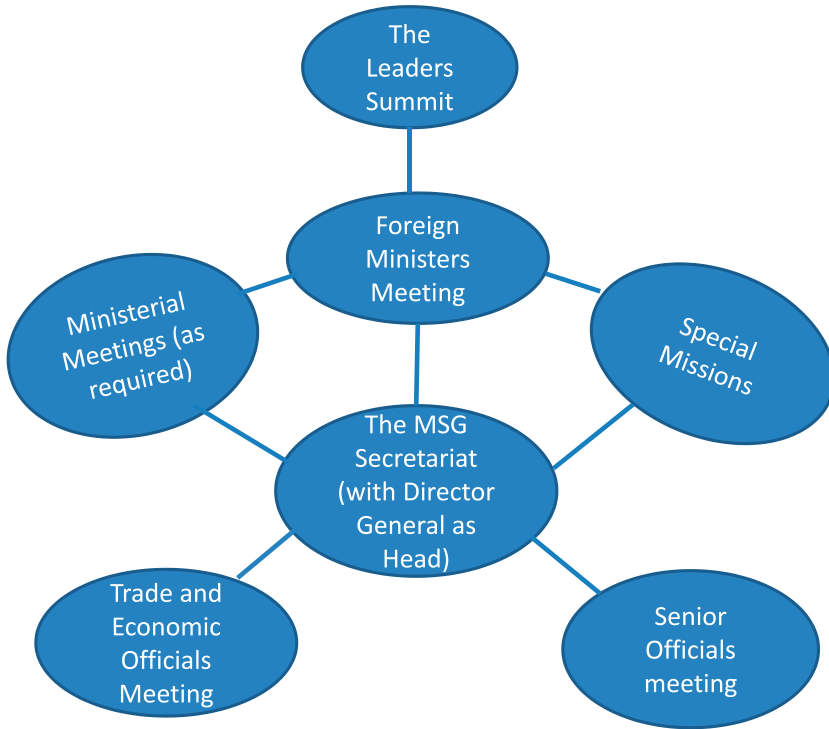 The
Leaders
Summit
Foreign
Ministers
Meeting
Ministerial
Meetings (as
required)
Special
Missions
The MSG
Secretariat
(with Director
General as
Head)
Trade and
Economic
Officials
Meeting
Senior
Officials
meeting